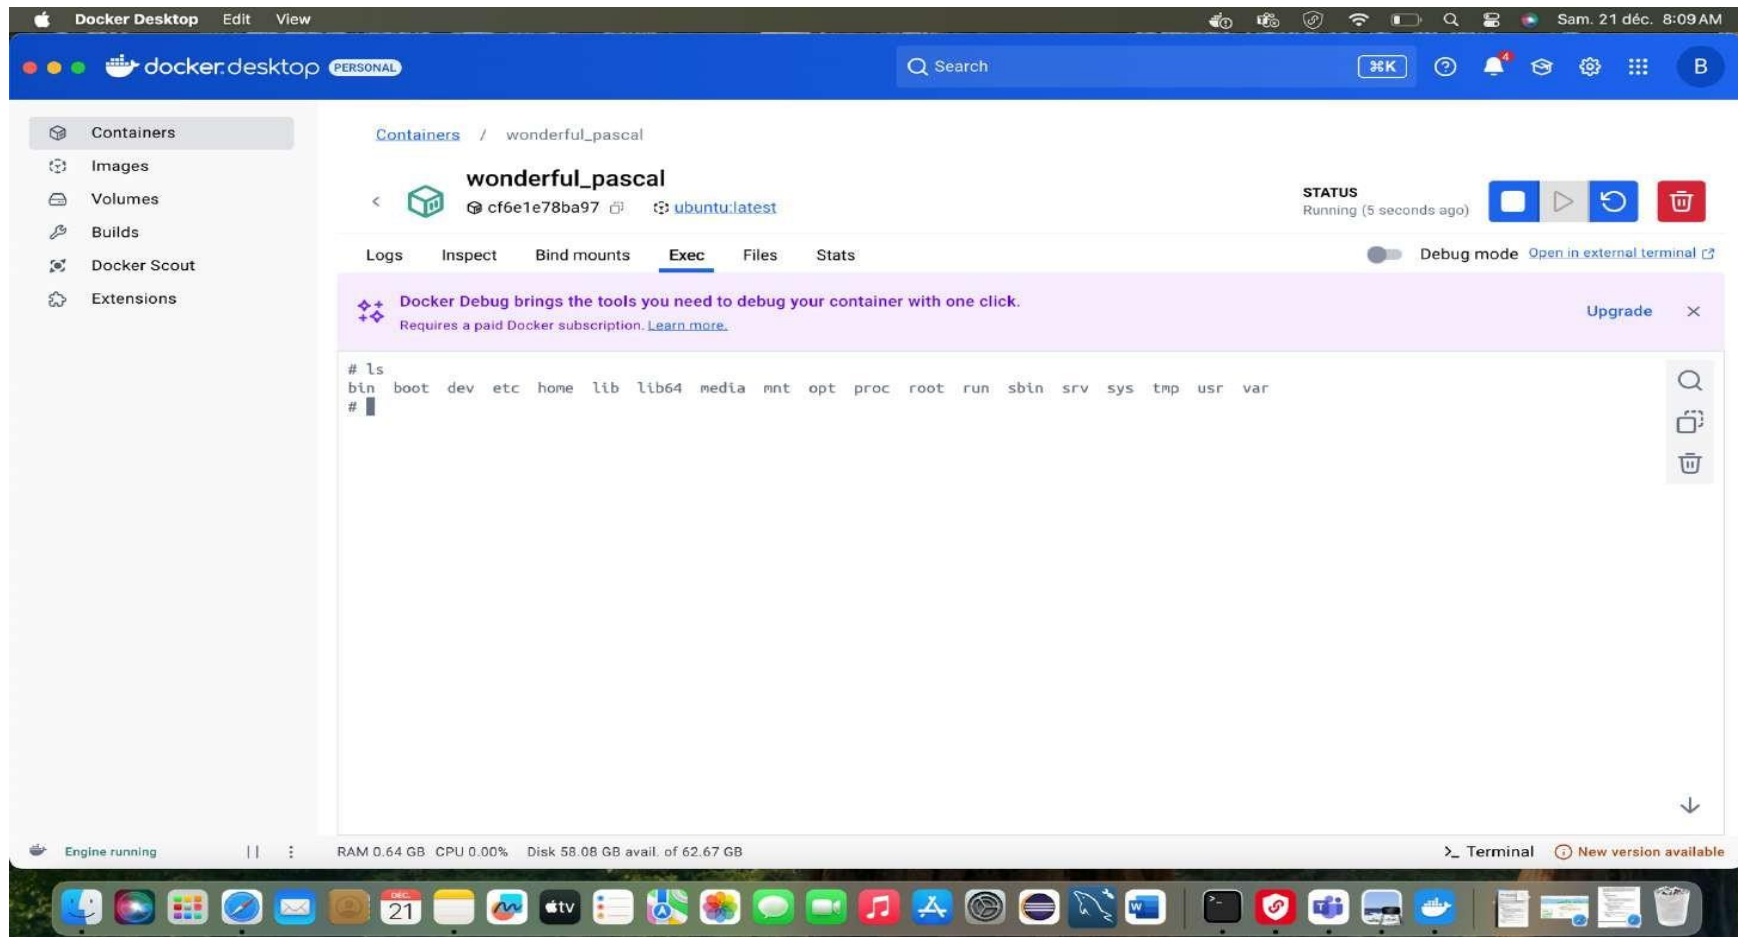 Docker Desktop Edit View Sam. 21 déc. 8:09 AM
docker.desktop PERSONAL Search ⌘K 4 B
Containers
Images
Volumes
Builds
Docker Scout
Extensions
Containers / wonderful_pascal
wonderful_pascal
cf6e1e78ba97 ubuntu:latest
STATUS
Running (5 seconds ago)
Logs Inspect Bind mounts Exec Files Stats Debug mode Open in external terminal
Docker Debug brings the tools you need to debug your container with one click.
Requires a paid Docker subscription. Learn more.
Upgrade
# ls
bin boot dev etc home lib lib64 media mnt opt proc root run sbin srv sys tmp usr var
#
Engine running RAM 0.64 GB CPU 0.00% Disk 58.08 GB avail. of 62.67 GB >_ Terminal New version available
DÉC.
21
tv
W